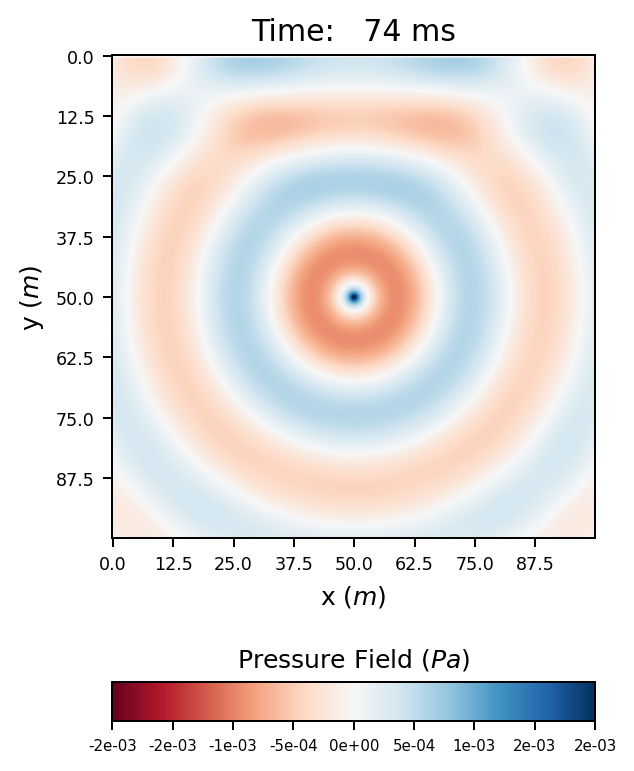 Time:   74 ms
0.0
12.5
25.0
37.5
50.0
62.5
75.0
87.5
y (m)
0.0 12.5 25.0 37.5 50.0 62.5 75.0 87.5
x (m)
Pressure Field (Pa)
-2e-03 -2e-03 -1e-03 -5e-04 0e+00 5e-04 1e-03 2e-03 2e-03